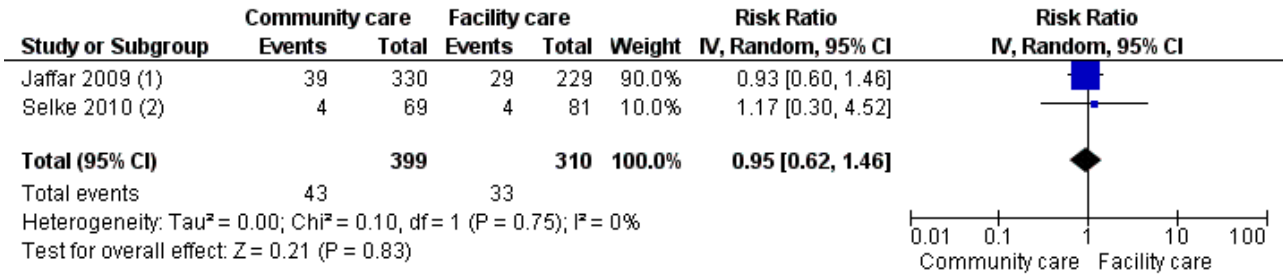 Community care Facility care Risk Ratio Risk Ratio
Study or Subgroup Events Total Events Total Weight IV, Random, 95% CI IV, Random, 95% CI
Jaffar 2009 (1) 39 330 29 229 90.0% 0.93 [0.60, 1.46]
Selke 2010 (2) 4 69 4 81 10.0% 1.17 [0.30, 4.52]
Total (95% CI) 399 310 100.0% 0.95 [0.62, 1.46]
Total events 43 33
Heterogeneity: Tau² = 0.00; Chi² = 0.10, df = 1 (P = 0.75); I² = 0%
Test for overall effect: Z = 0.21 (P = 0.83)
0.01 0.1 1 10 100
Community care Facility care